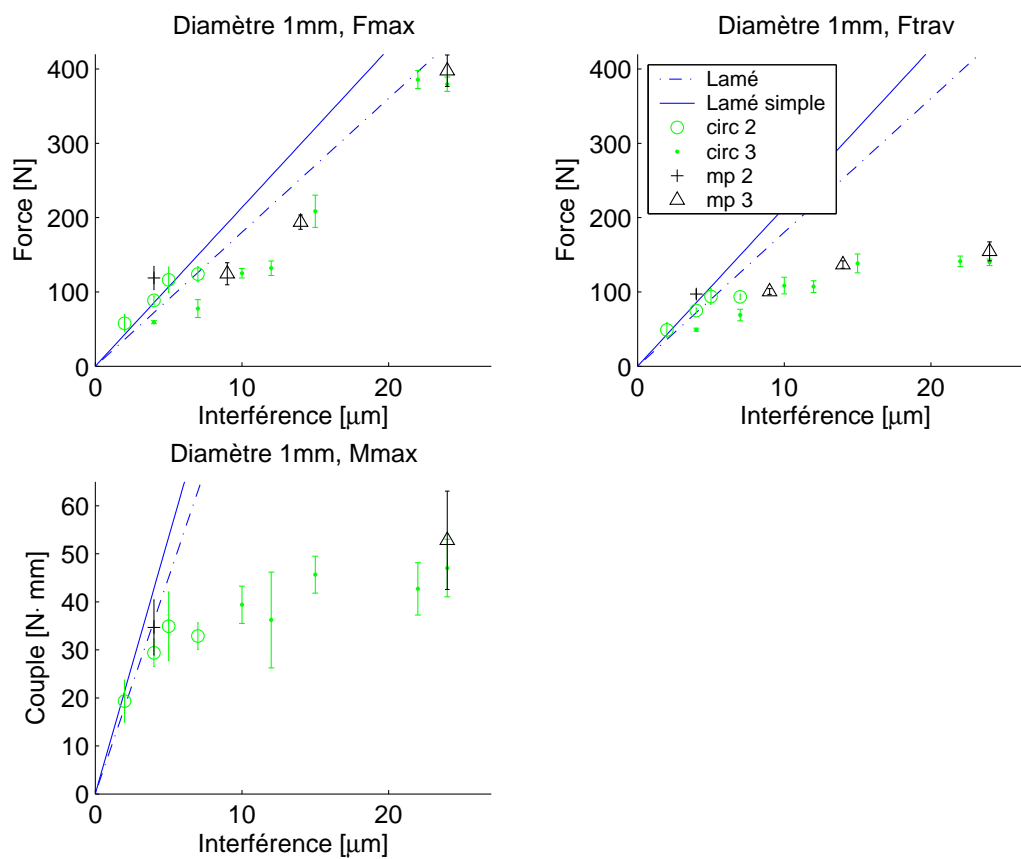 Diamètre 1mm, Fmax
400
300
200
100
0
Force [N]
0 10 20
Interférence [μm]
Diamètre 1mm, Ftrav
Lamé
Lamé simple
circ 2
circ 3
mp 2
mp 3
400
300
200
100
0
Force [N]
0 10 20
Interférence [μm]
Diamètre 1mm, Mmax
60
50
40
30
20
10
0
Couple [N· mm]
0 10 20
Interférence [μm]